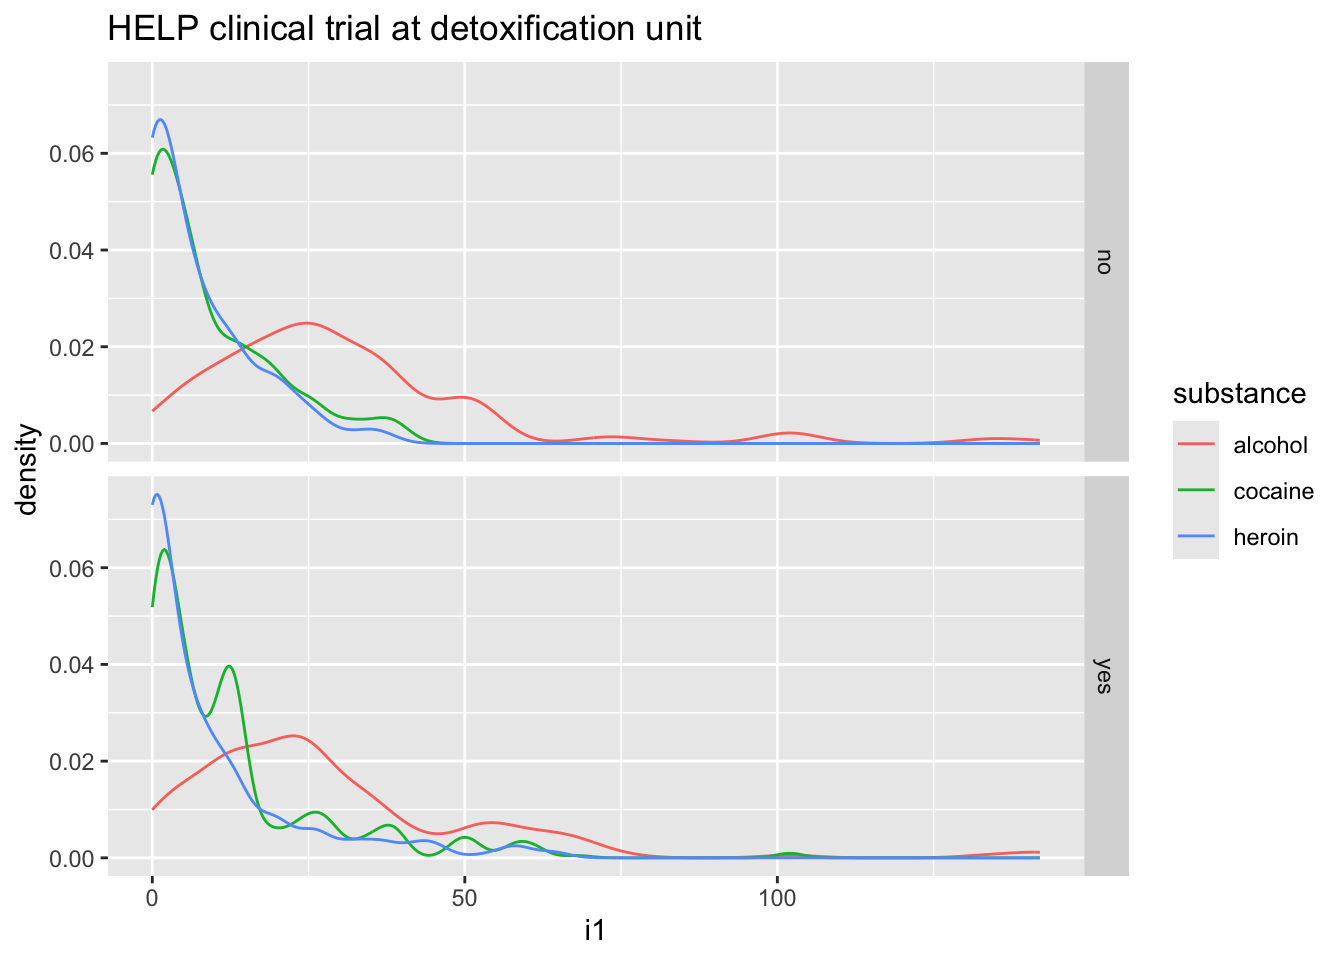 HELP clinical trial at detoxification unit
0.06
0.04
0.02
0.00
no
0.06
0.04
0.02
0.00
yes
density
0 50 100
i1
substance
alcohol
cocaine
heroin